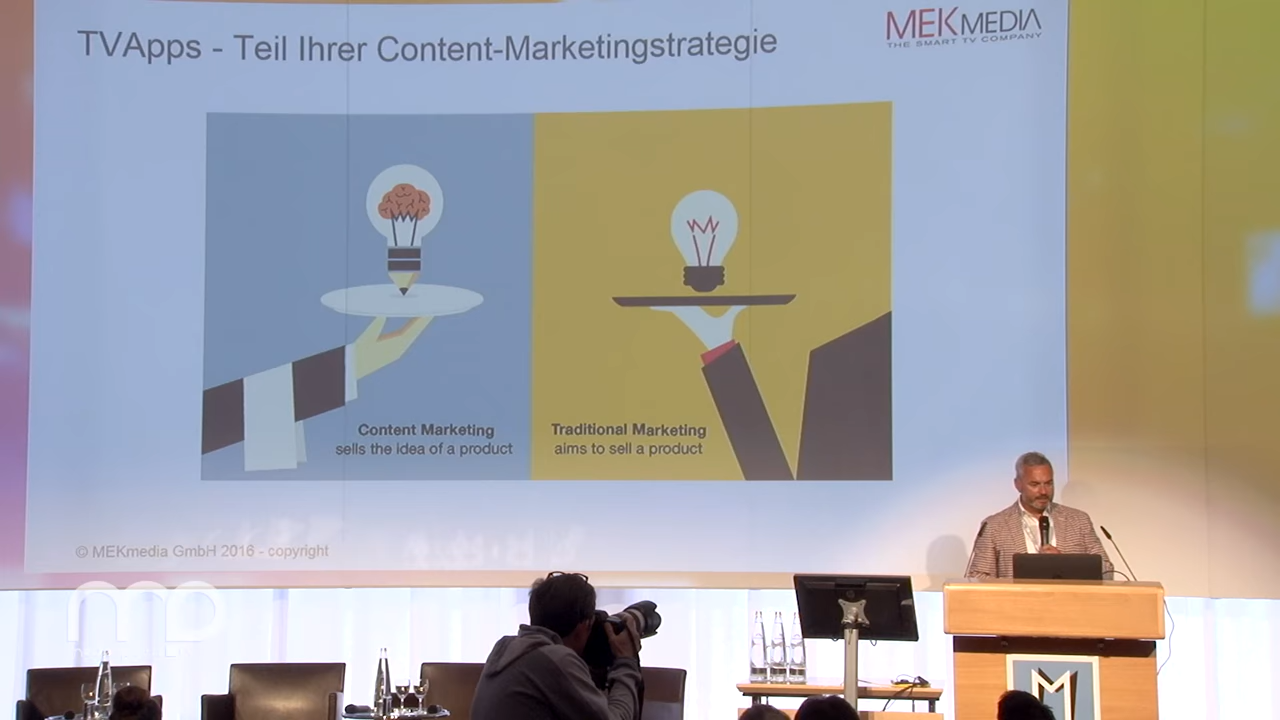 TVApps - Teil Ihrer Content-Marketingstrategie
MEKMEDIA
THE SMART TV COMPANY
Content Marketing
sells the idea of a product
Traditional Marketing
aims to sell a product
© MEKmedia GmbH 2016 - copyright
M